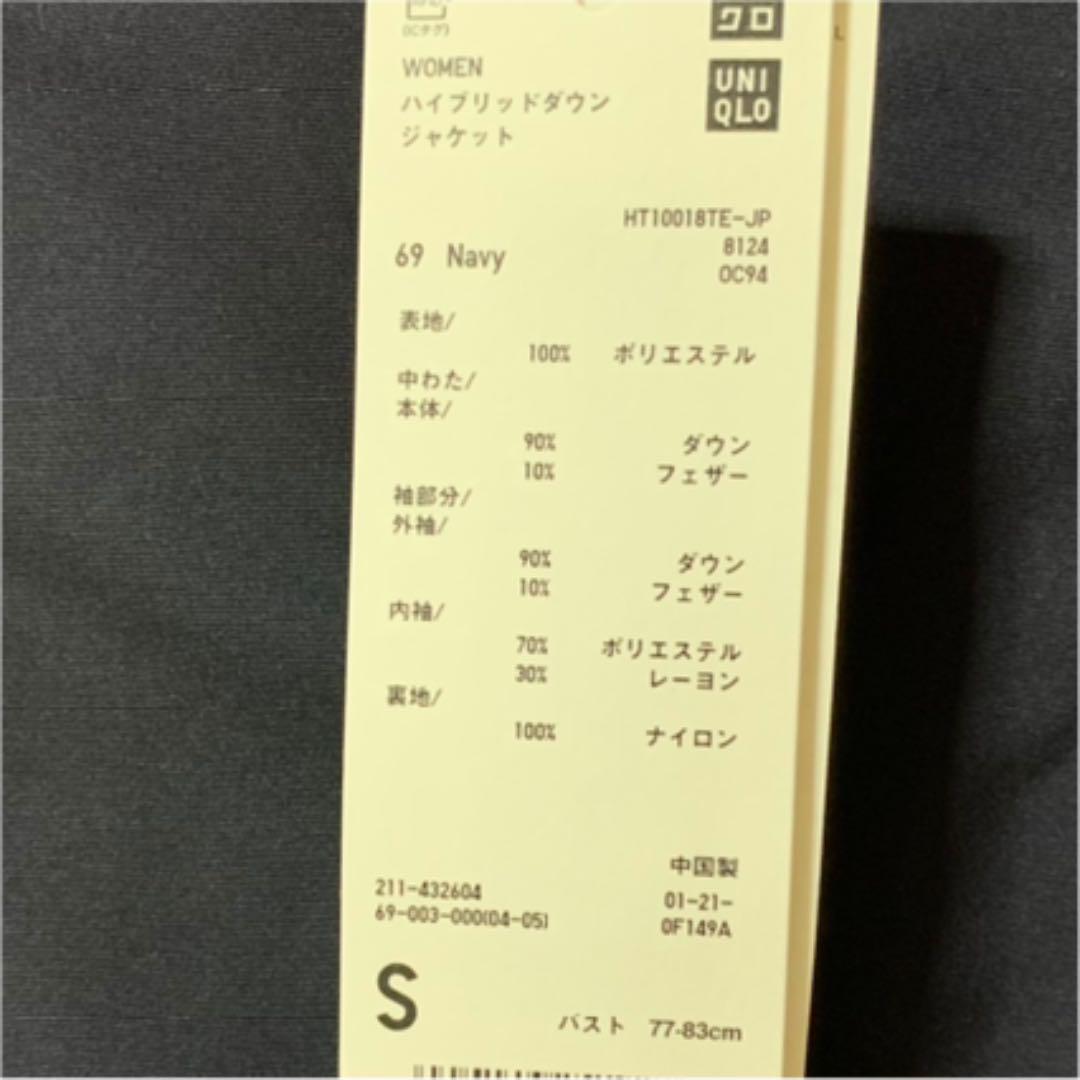 (ICタグ)
クロ
WOMEN
ハイブリッドダウン
ジャケット
UNI
QLO
HT10018TE-JP
8124
0C94
69 Navy
表地/
100% ポリエステル
中わた/
本体/
90% ダウン
10% フェザー
袖部分/
外袖/
90% ダウン
10% フェザー
内袖/
70% ポリエステル
30% レーヨン
裏地/
100% ナイロン
中国製
211-432604
01-21-
69-003-000(04-05)
0F149A
S
バスト 77-83cm